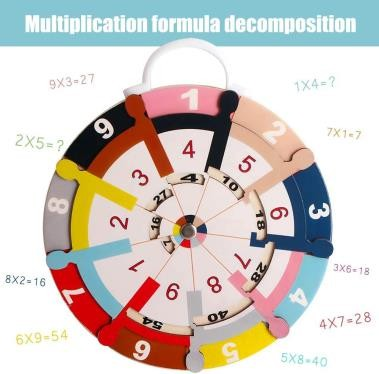 Multiplication formula decomposition
9X3=27
1X4=?
2X5=?
7X1=7
8X2=16
3X6=18
6X9=54
4X7=28
5X8=40
1
2
3
4
5
6
7
8
9
4
5
6
7
8
9
1
2
3
10
18
28
40
54
16
27